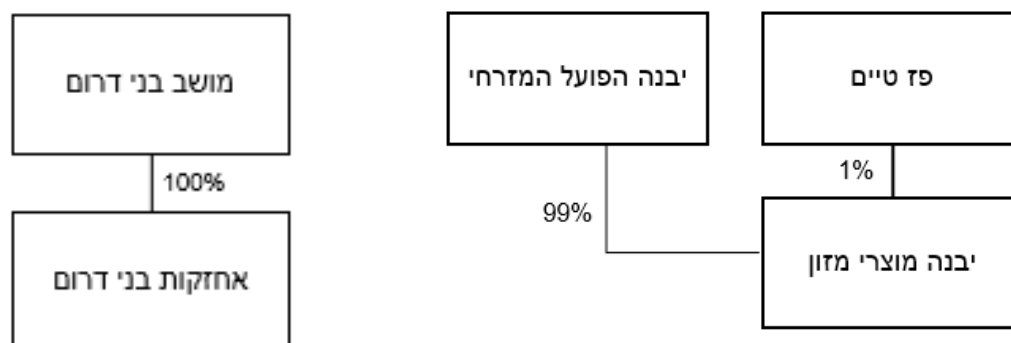 מושב בני דרום
100%
אחזקות בני דרום
יבנה הפועל המזרחי
פז טיים
99%
1%
יבנה מוצרי מזון